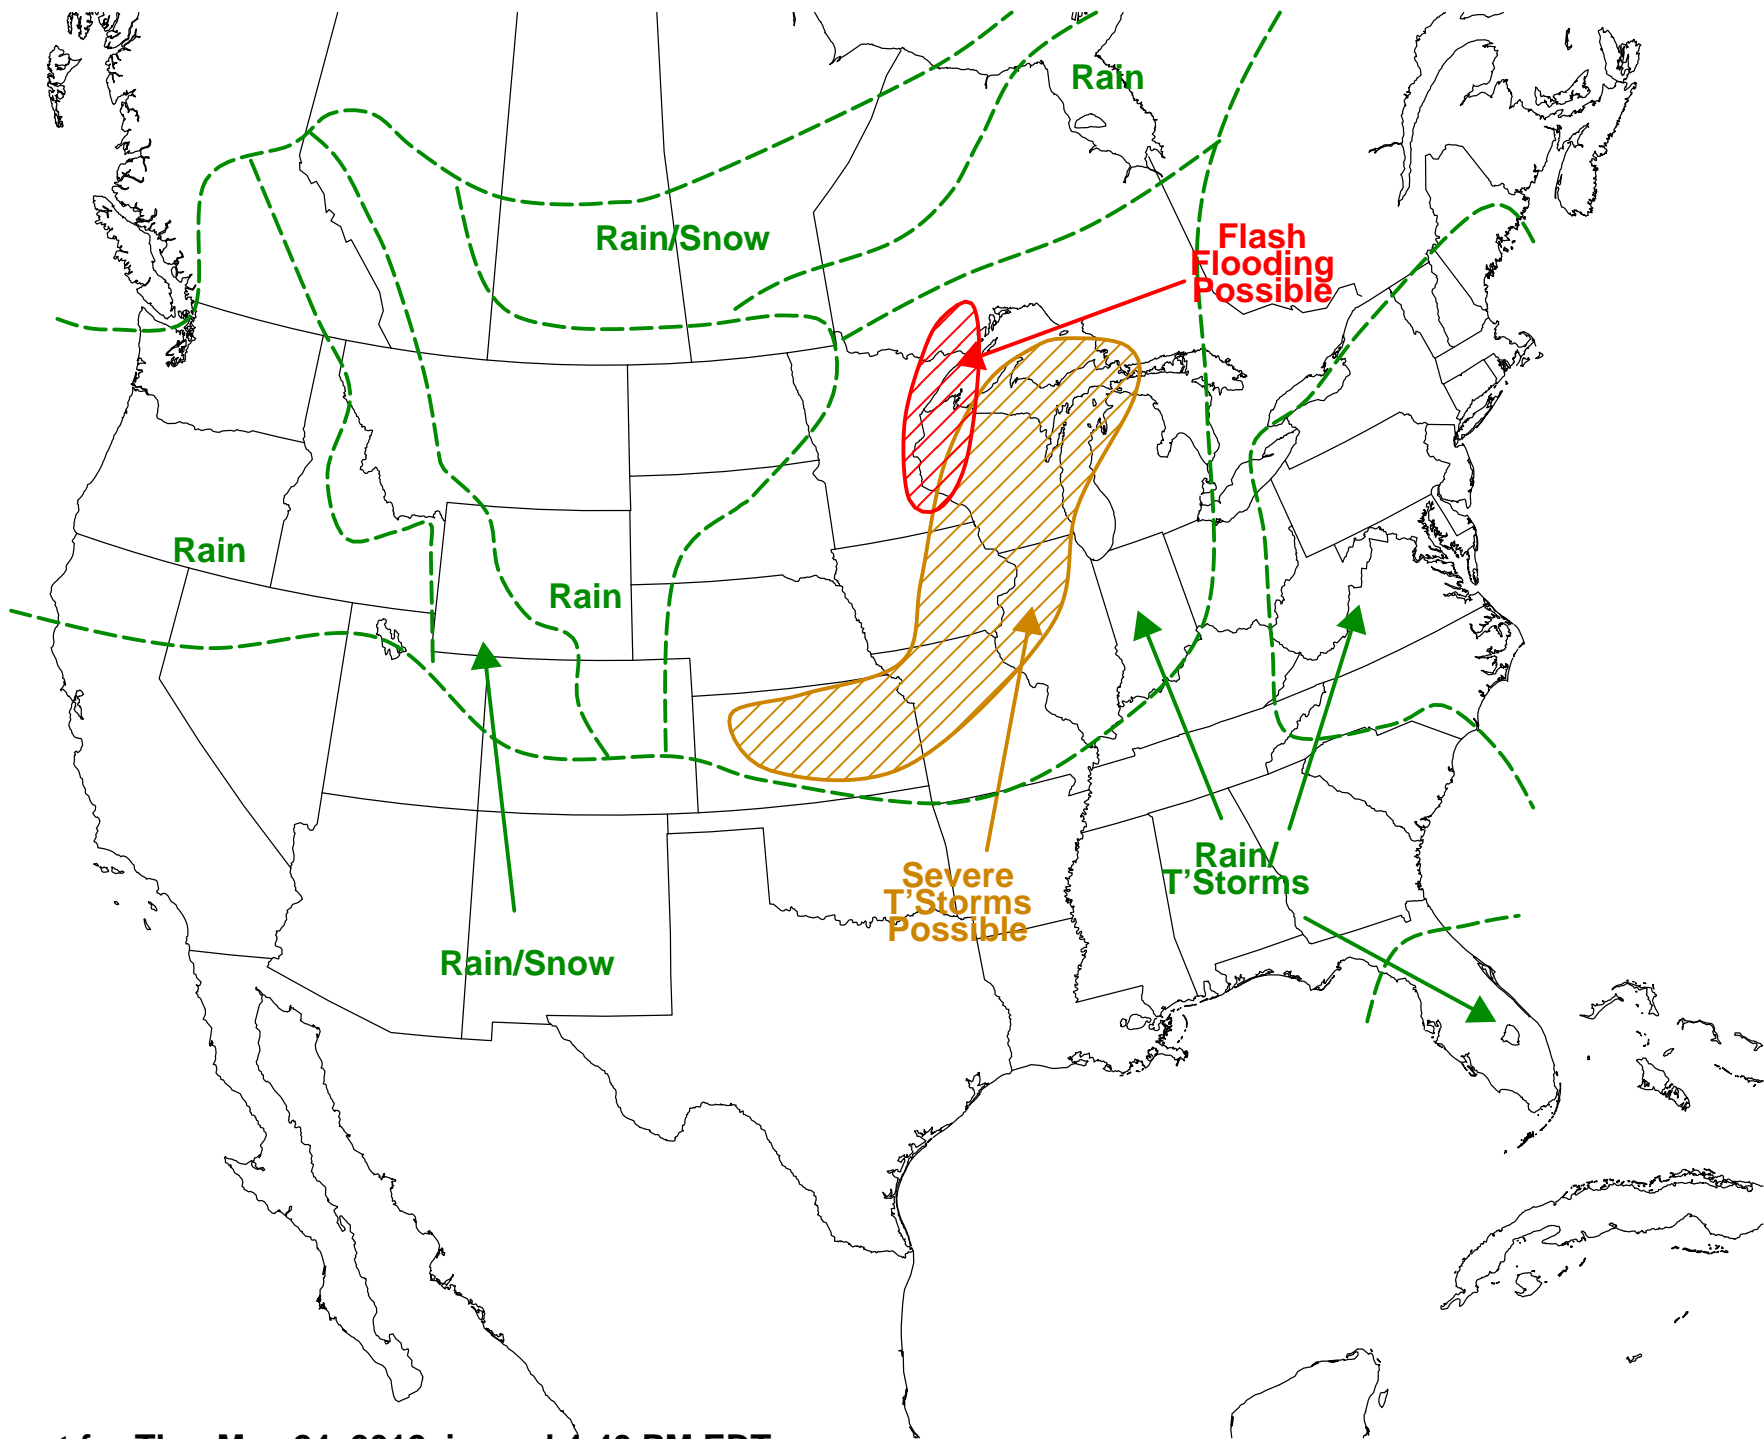 Rain
Rain/Snow
Flash
Flooding
Possible
Rain
Rain
Rain/
T'Storms
Severe
T'Storms
Possible
Rain/Snow